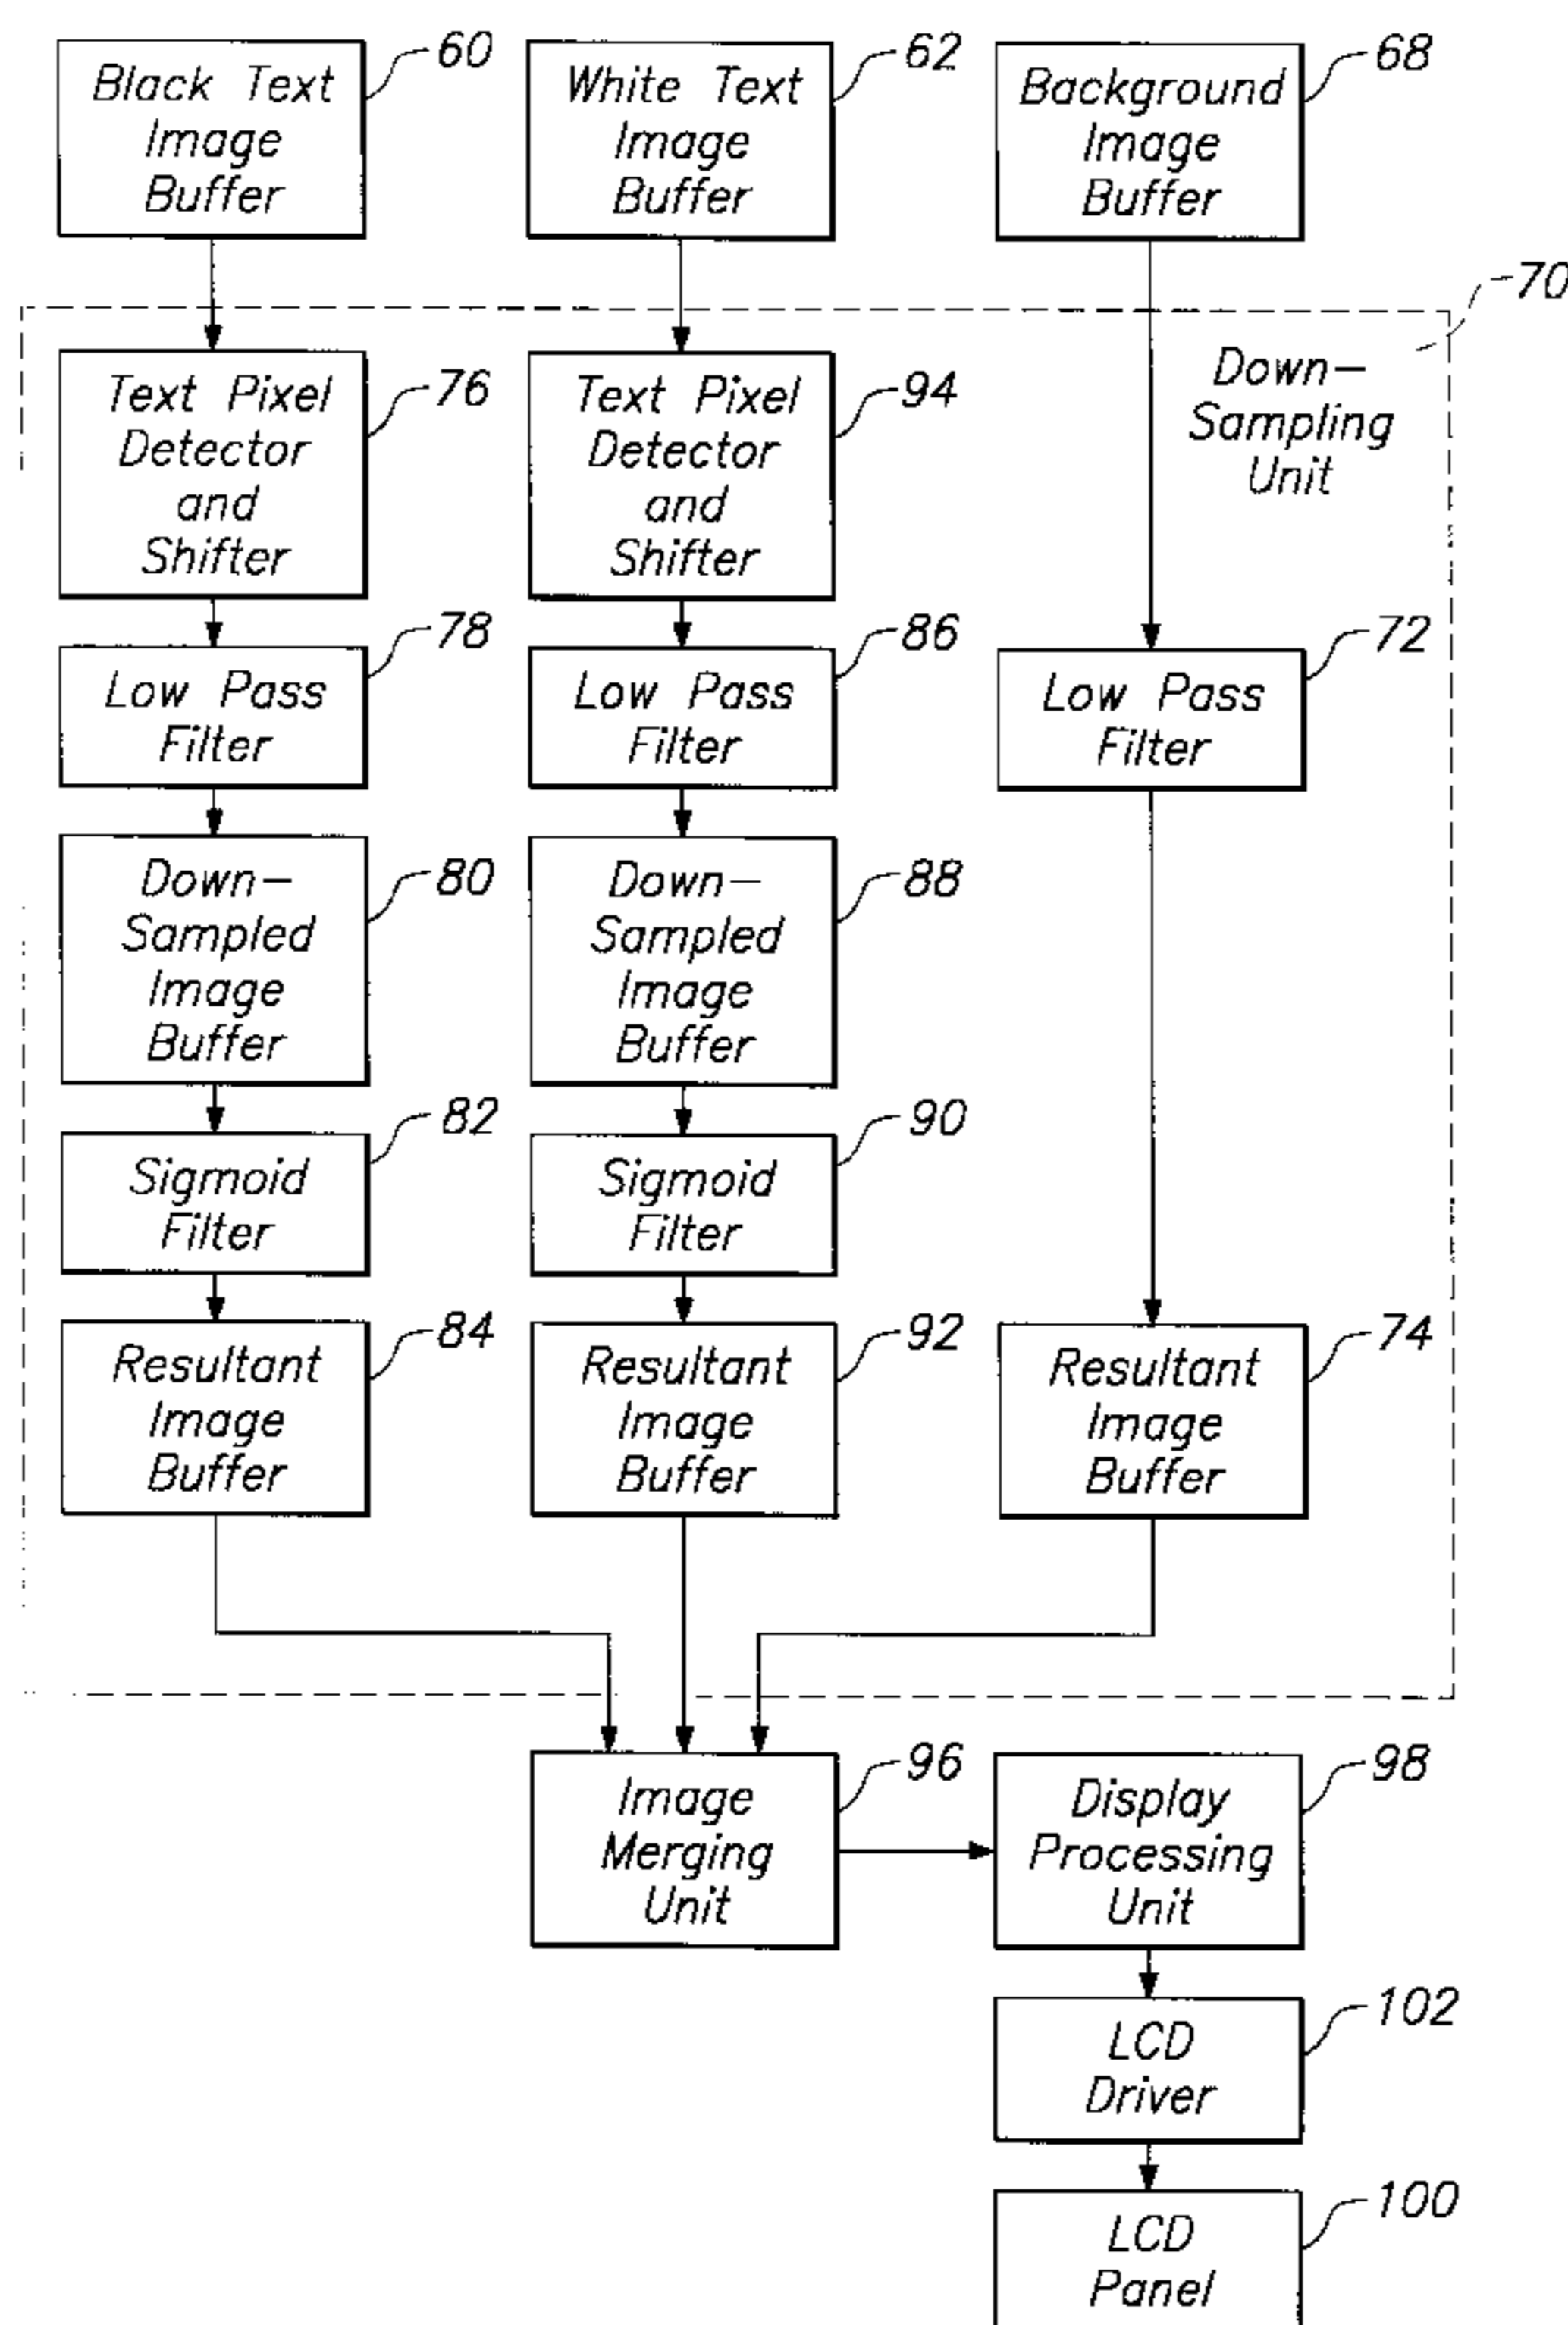 60
Black Text
Image
Buffer
62
White Text
Image
Buffer
68
Background
Image
Buffer
70
Down-
Sampling
Unit
76
Text Pixel
Detector
and
Shifter
94
Text Pixel
Detector
and
Shifter
78
Low Pass
Filter
86
Low Pass
Filter
72
Low Pass
Filter
80
Down-
Sampled
Image
Buffer
88
Down-
Sampled
Image
Buffer
82
Sigmoid
Filter
90
Sigmoid
Filter
84
Resultant
Image
Buffer
92
Resultant
Image
Buffer
74
Resultant
Image
Buffer
96
Image
Merging
Unit
98
Display
Processing
Unit
102
LCD
Driver
100
LCD
Panel